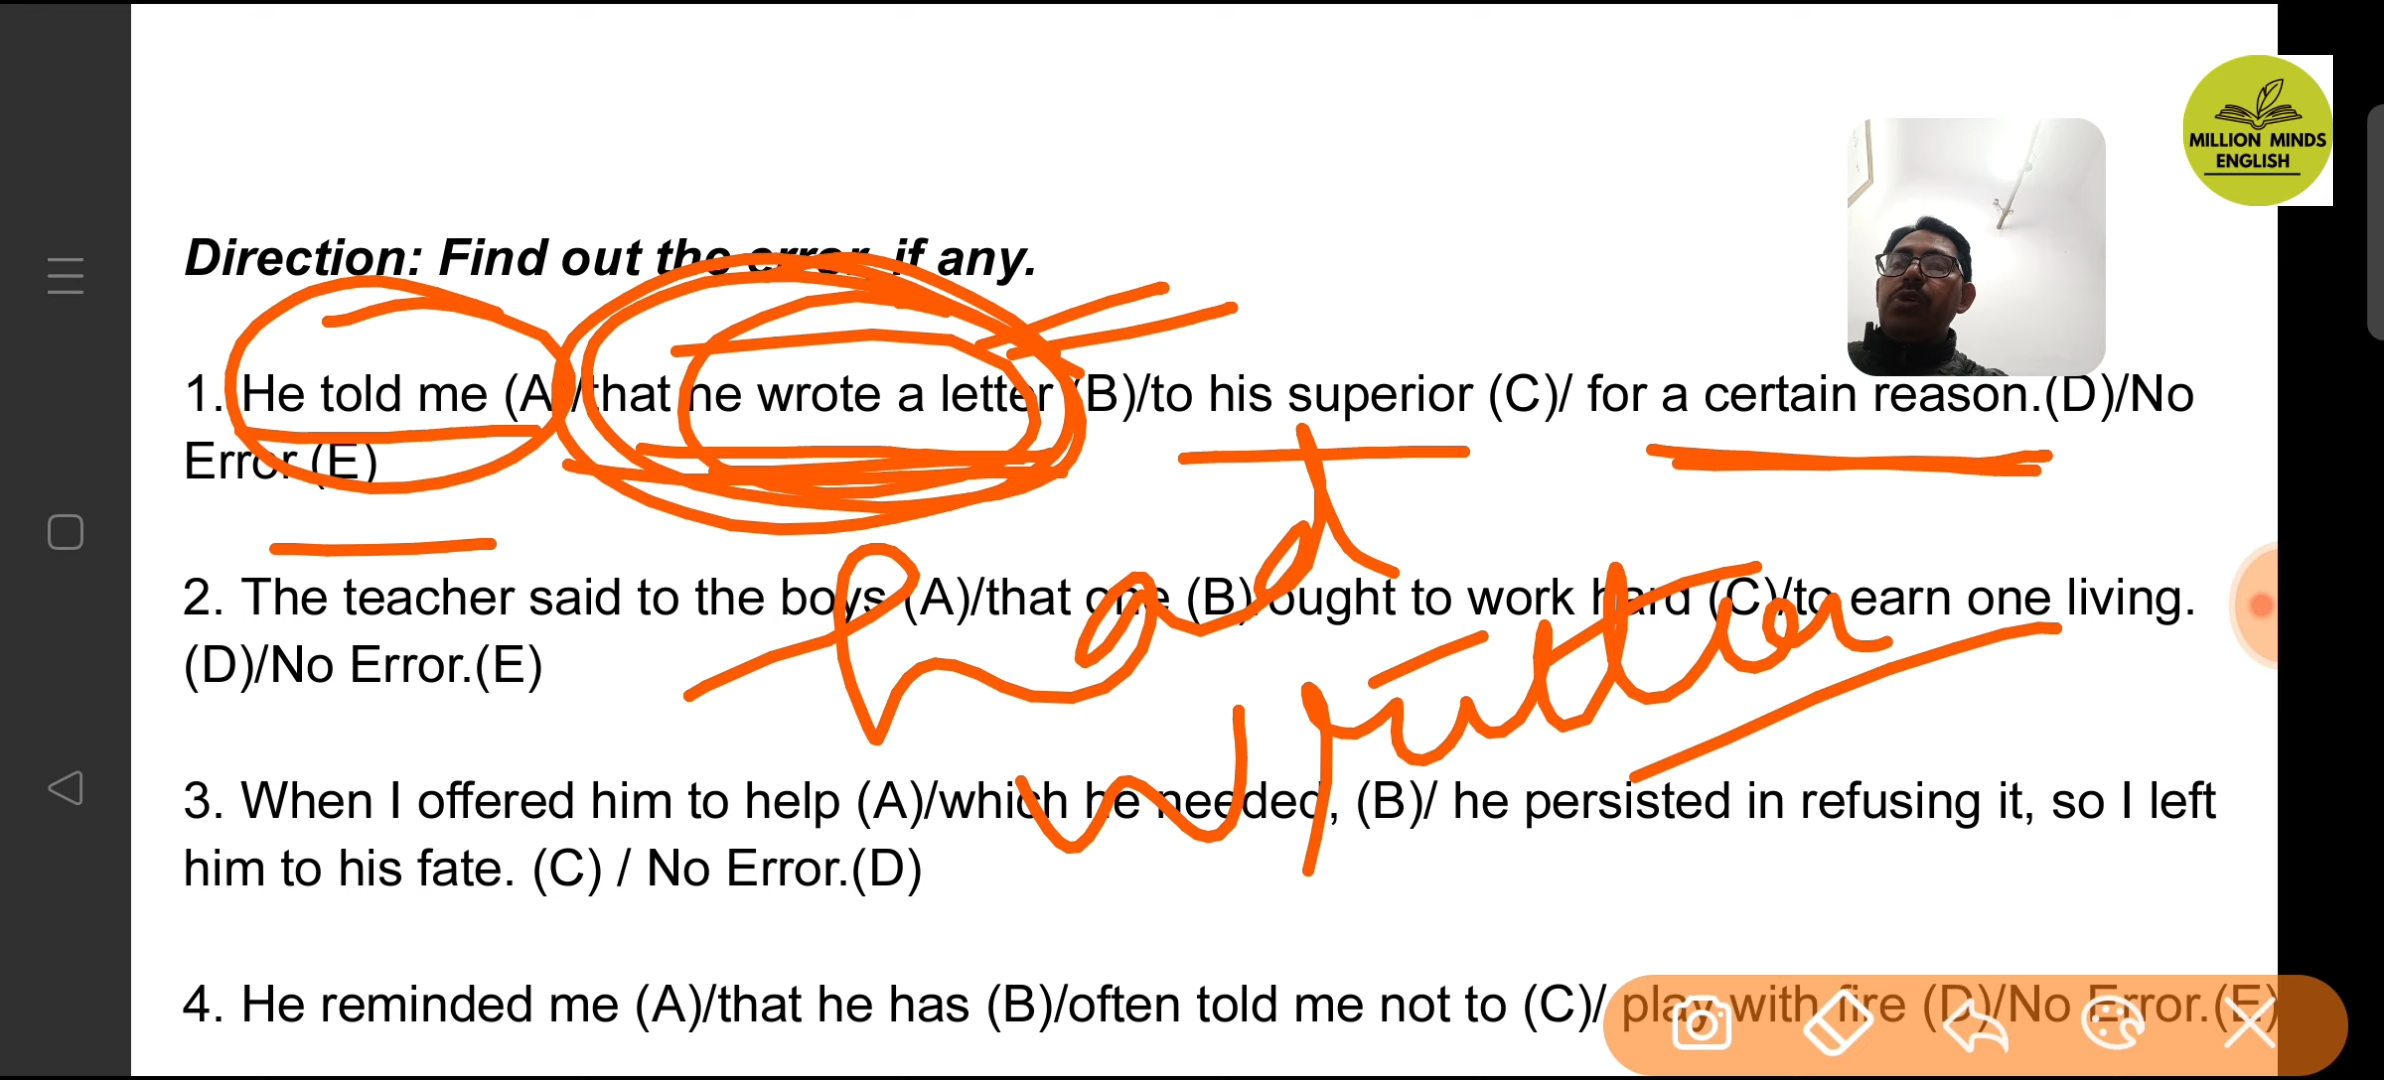 MILLION MINDS
ENGLISH
Direction: Find out the error, if any.
1. He told me (A)/that he wrote a letter (B)/to his superior (C)/ for a certain reason.(D)/No
Error.(E)
had
written
2. The teacher said to the boys (A)/that one (B)/ought to work hard (C)/to earn one living.
(D)/No Error.(E)
3. When I offered him to help (A)/which he needed, (B)/ he persisted in refusing it, so I left
him to his fate. (C) / No Error.(D)
4. He reminded me (A)/that he has (B)/often told me not to (C)/ play with fire (D)/No Error.(E)